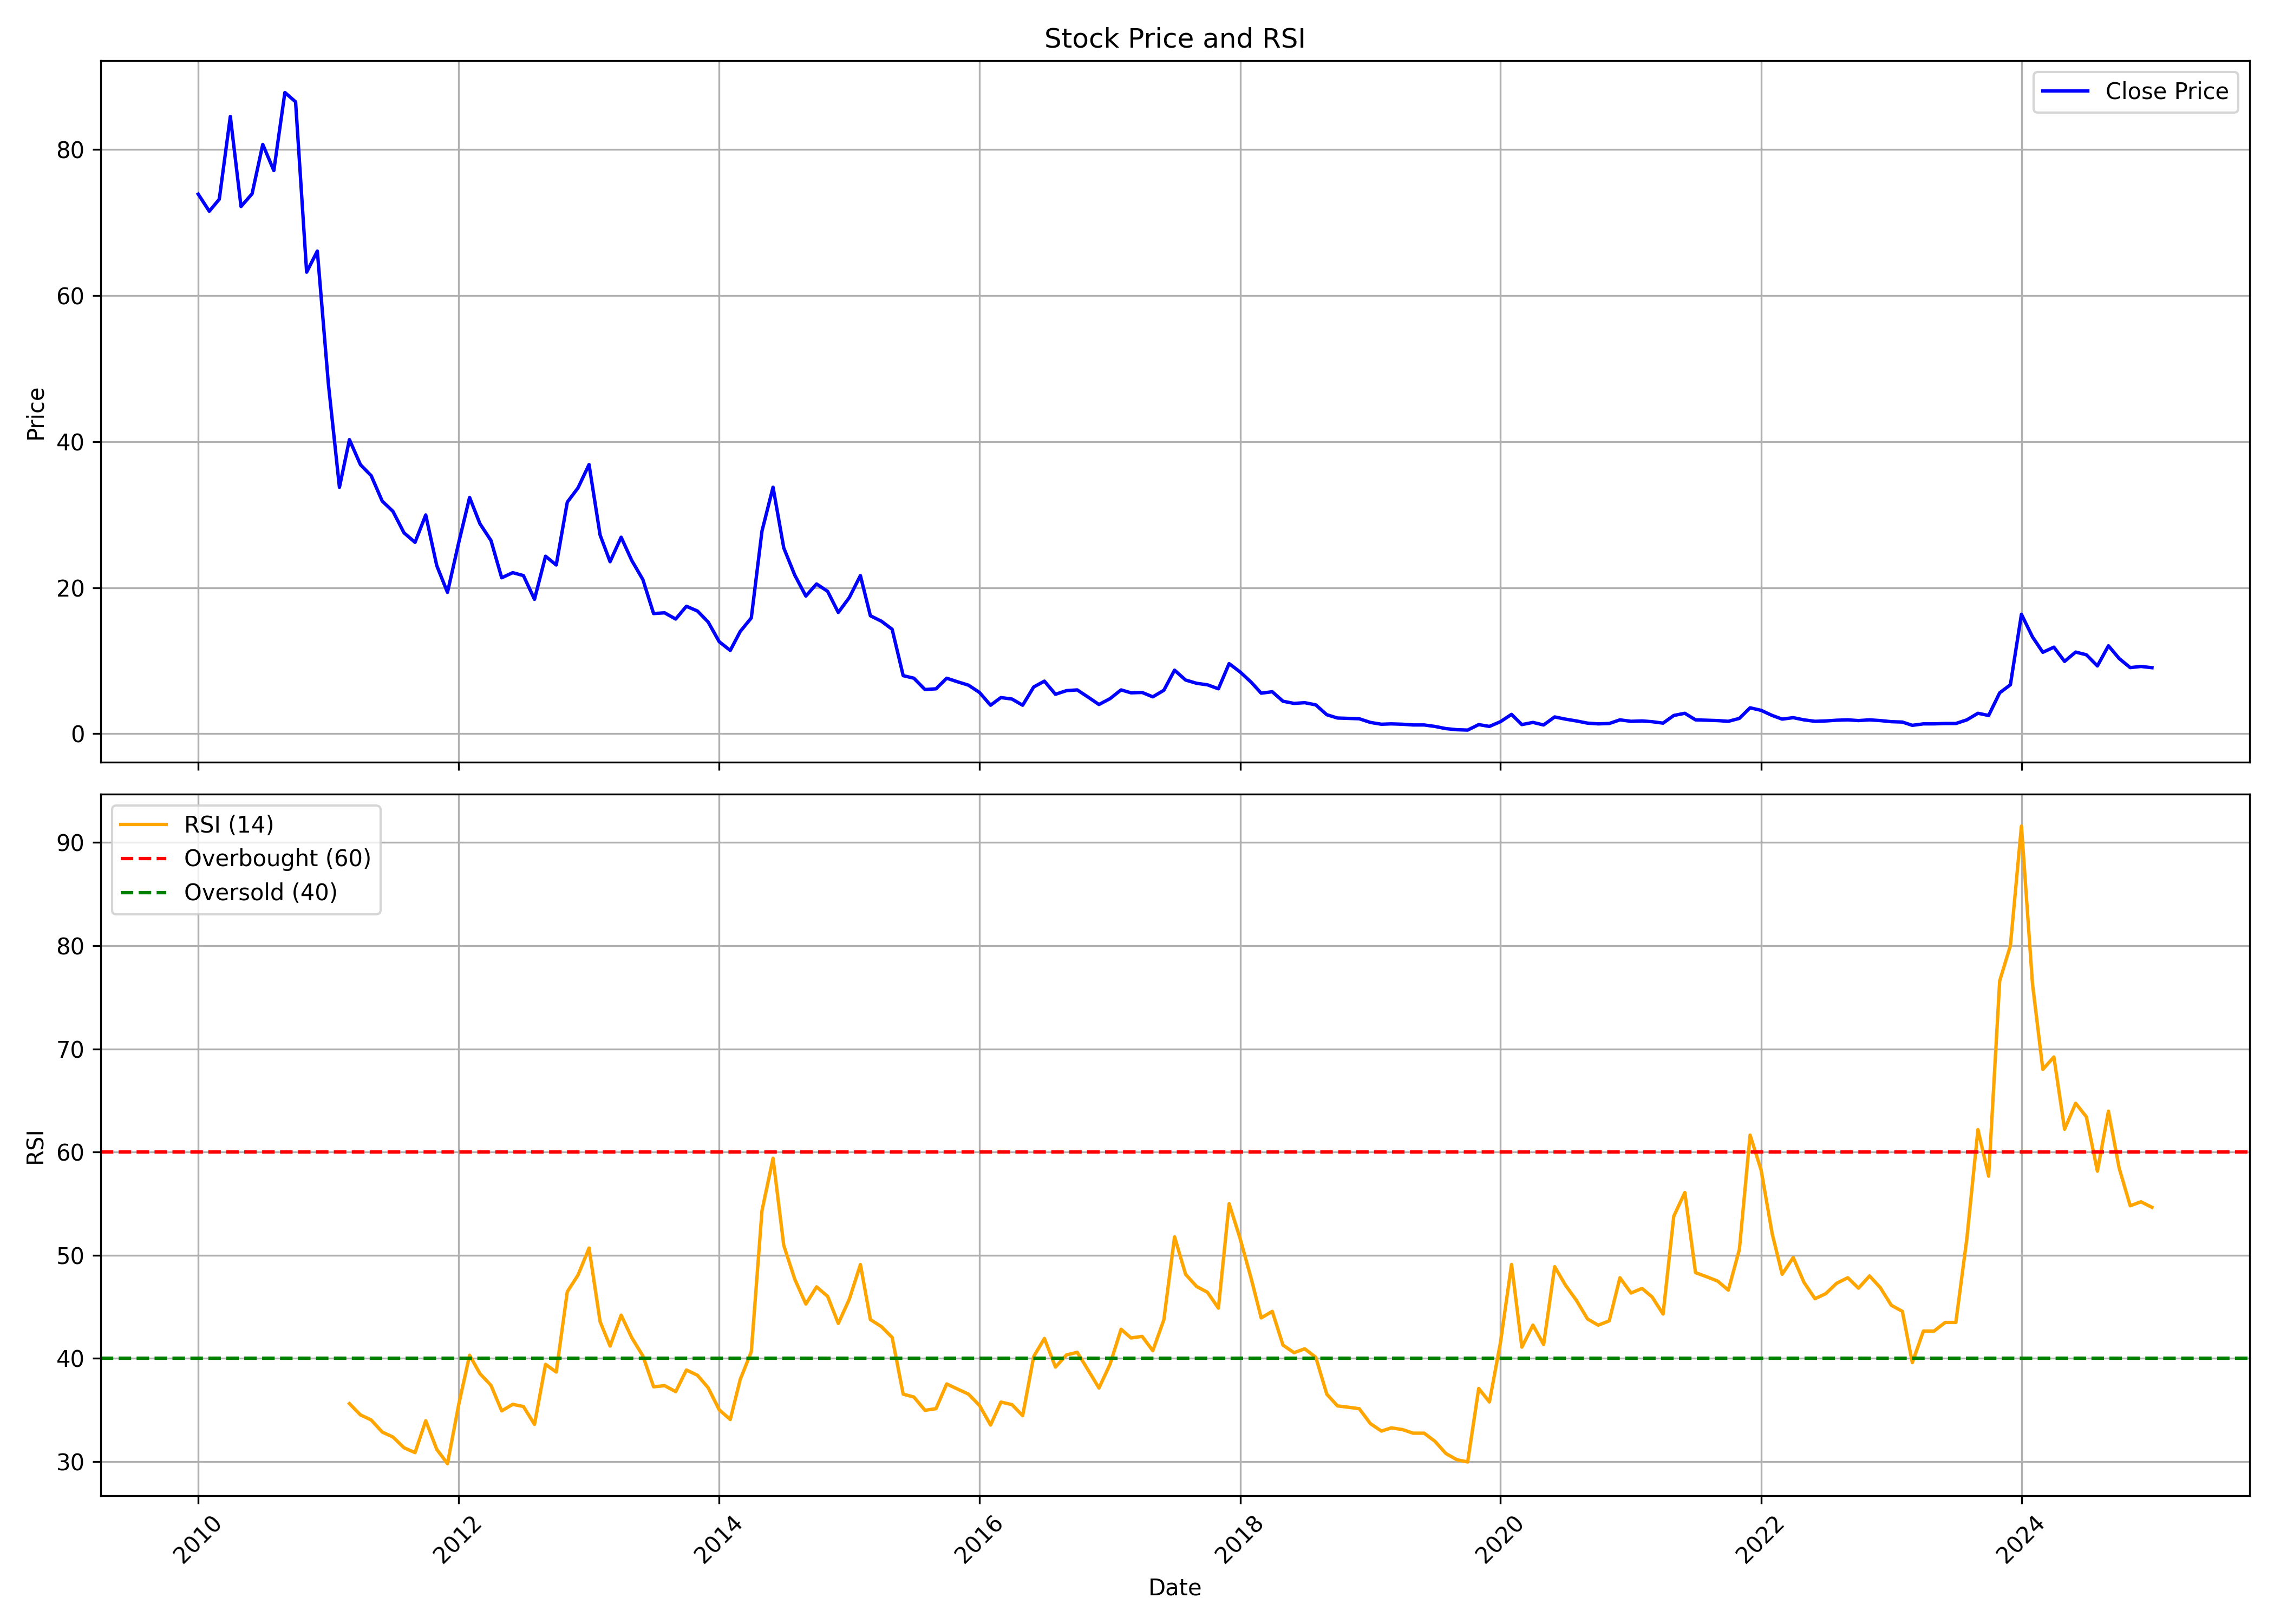 Stock Price and RSI
Close Price
80
60
40
20
0
Price
RSI (14)
Overbought (60)
Oversold (40)
90
80
70
60
50
40
30
RSI
2010
2012
2014
2016
2018
2020
2022
2024
Date